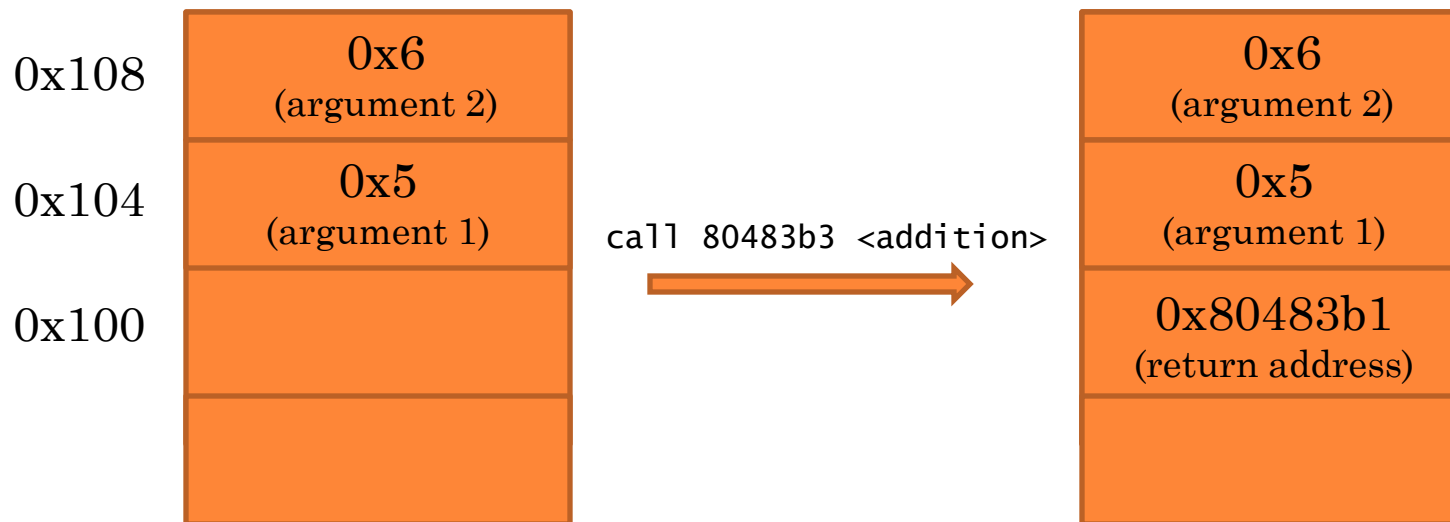 0x108
0x6
(argument 2)
0x104
0x5
(argument 1)
0x100
call 80483b3 <addition>
0x6
(argument 2)
0x5
(argument 1)
0x80483b1
(return address)